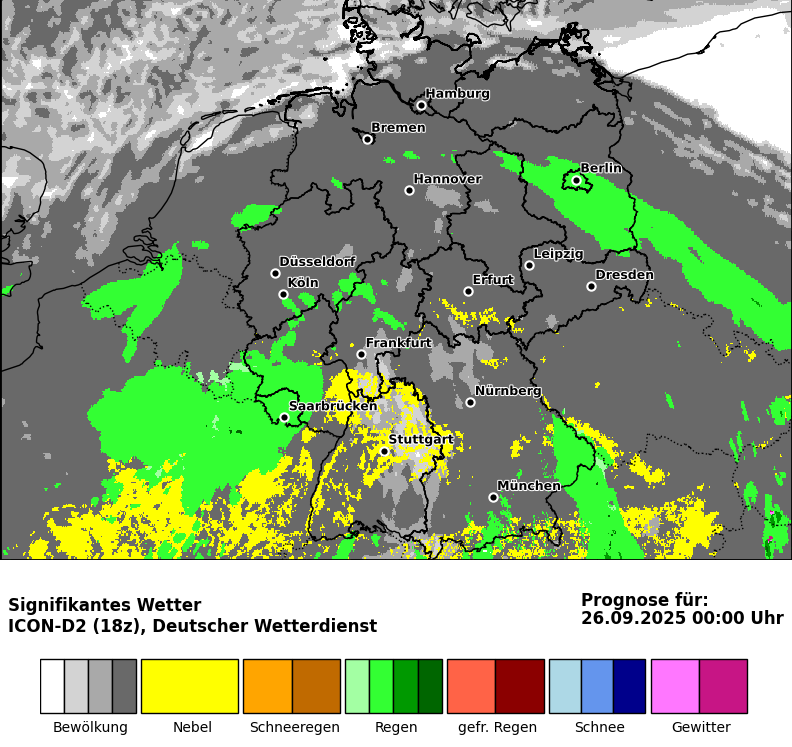 Hamburg
Bremen
Berlin
Hannover
Düsseldorf
Leipzig
Köln
Erfurt
Dresden
Frankfurt
Nürnberg
Saarbrücken
Stuttgart
München
Signifikantes Wetter
ICON-D2 (18z), Deutscher Wetterdienst
Prognose für:
26.09.2025 00:00 Uhr
Bewölkung Nebel Schneeregen Regen gefr. Regen Schnee Gewitter